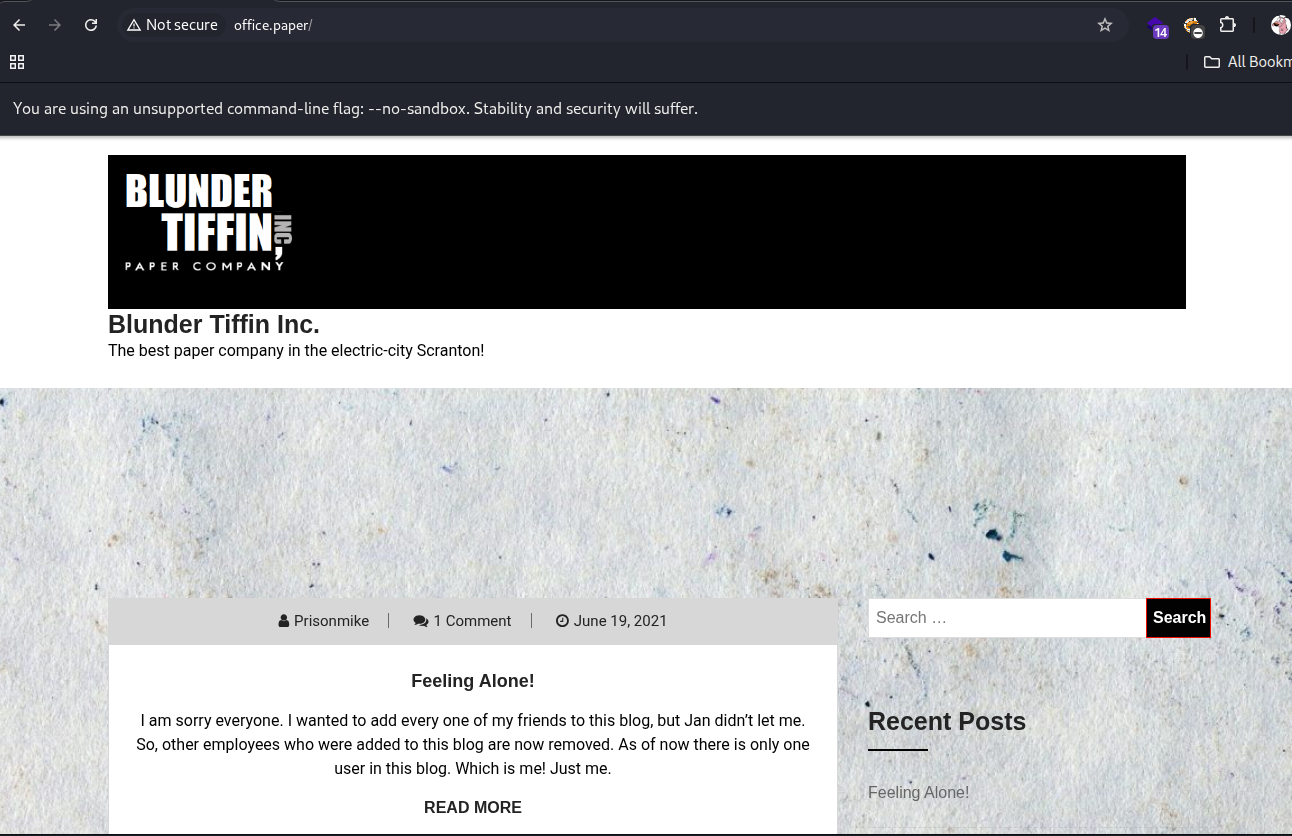 Not secure office.paper/
14
All Bookm
You are using an unsupported command-line flag: --no-sandbox. Stability and security will suffer.
BLUNDER
TIFFIN, INC
PAPER COMPANY
Blunder Tiffin Inc.
The best paper company in the electric-city Scranton!
Prisonmike | 1 Comment | June 19, 2021
Search …
Search
Feeling Alone!
I am sorry everyone. I wanted to add every one of my friends to this blog, but Jan didn’t let me.
So, other employees who were added to this blog are now removed. As of now there is only one
user in this blog. Which is me! Just me.
READ MORE
Recent Posts
Feeling Alone!